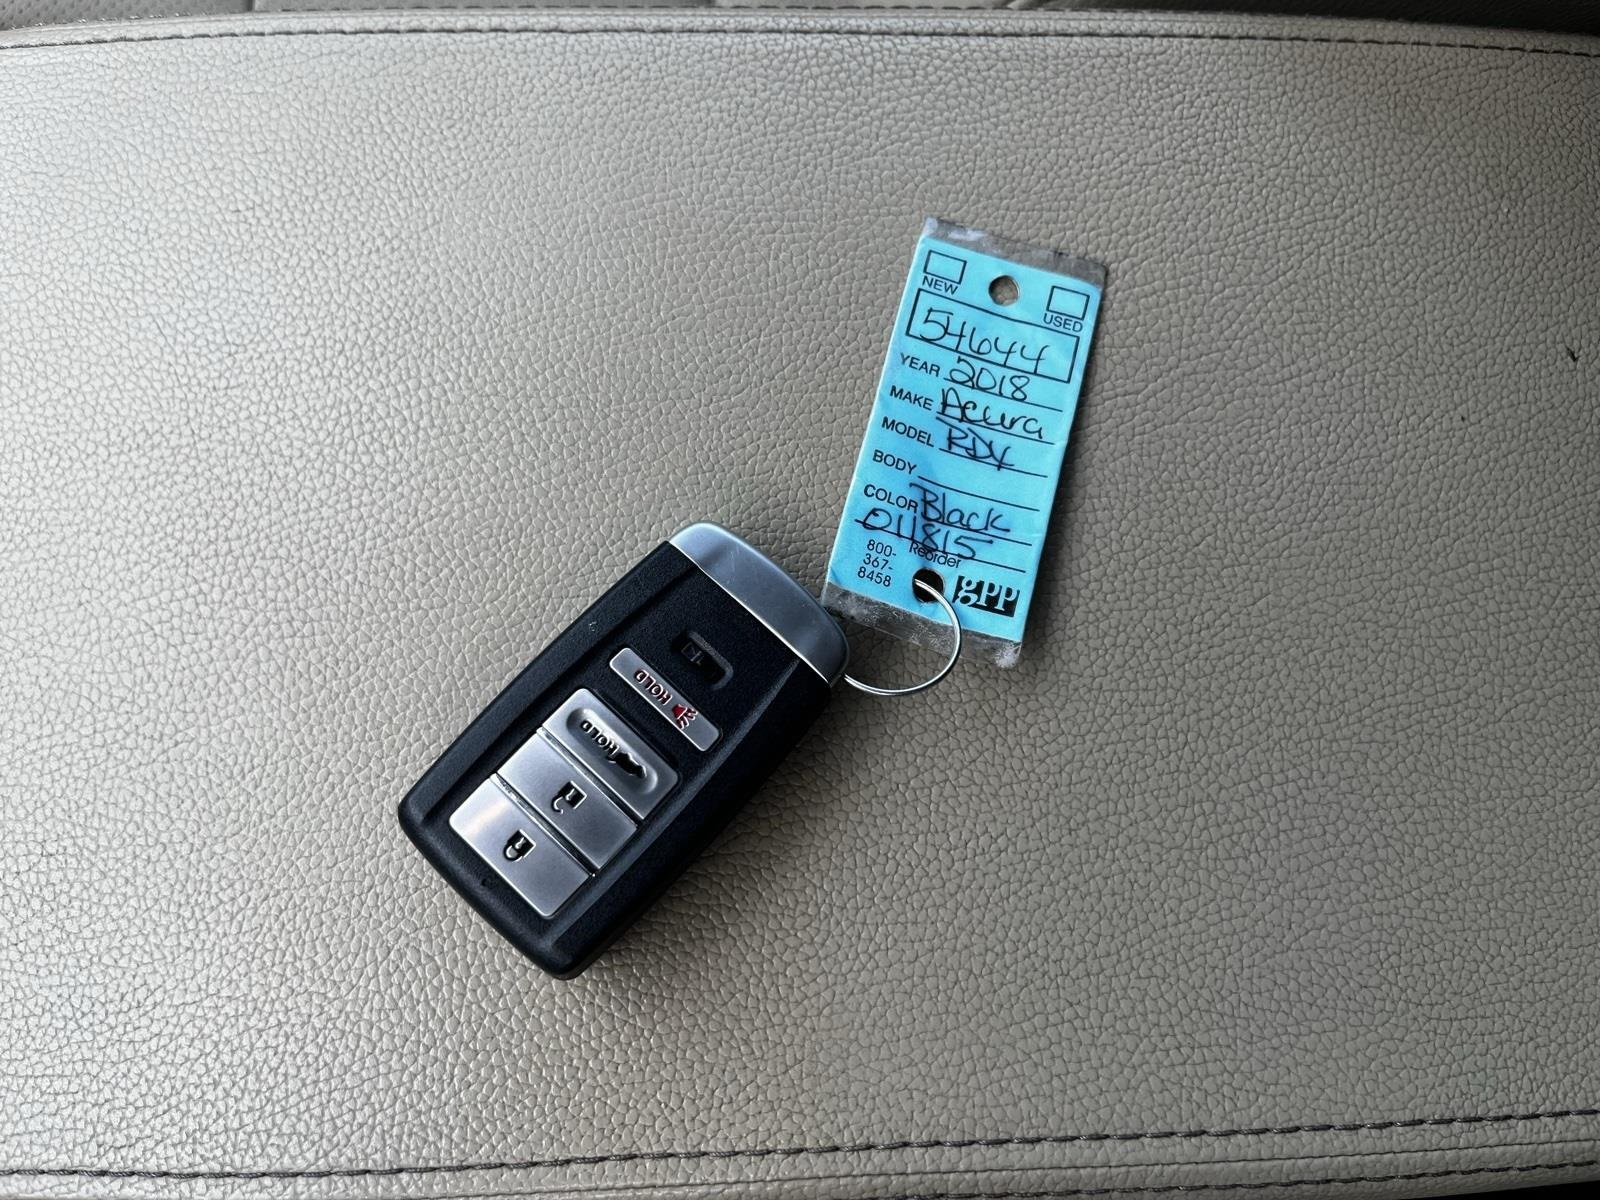 NEW
USED
54644
YEAR 2018
MAKE Acura
MODEL RDX
BODY
COLOR Black
011815
800-
367-
8458
Reorder
gpp
HOLD
HOLD